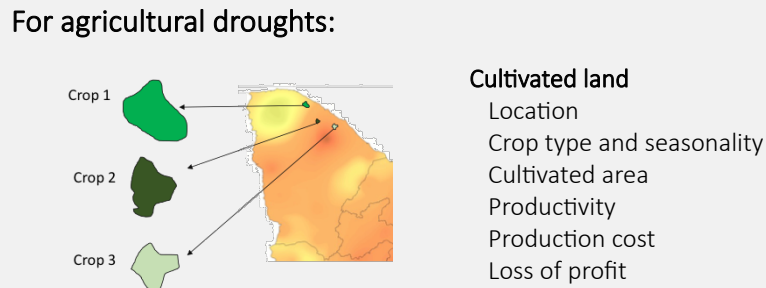 For agricultural droughts:
Crop 1
Crop 2
Crop 3
Cultivated land
Location
Crop type and seasonality
Cultivated area
Productivity
Production cost
Loss of profit